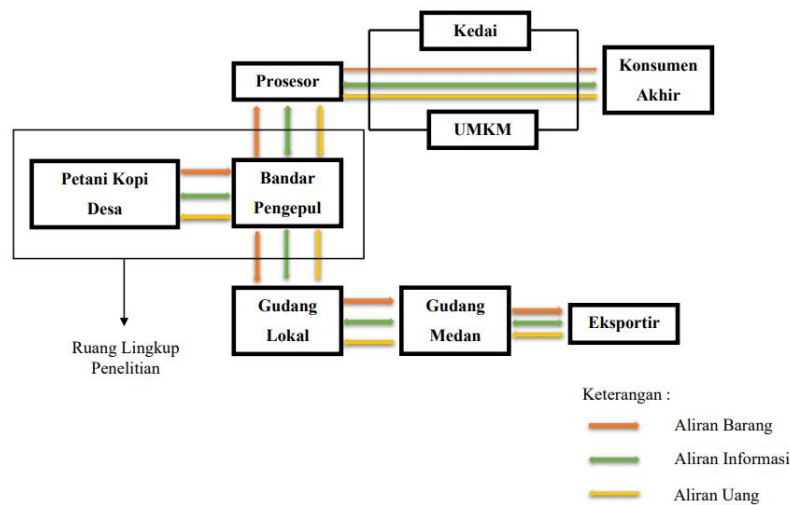 Kedai
Prosesor
Konsumen
Akhir
UMKM
Petani Kopi
Desa
Bandar
Pengepul
Gudang
Lokal
Gudang
Medan
Eksportir
Ruang Lingkup
Penelitian
Keterangan :
Aliran Barang
Aliran Informasi
Aliran Uang